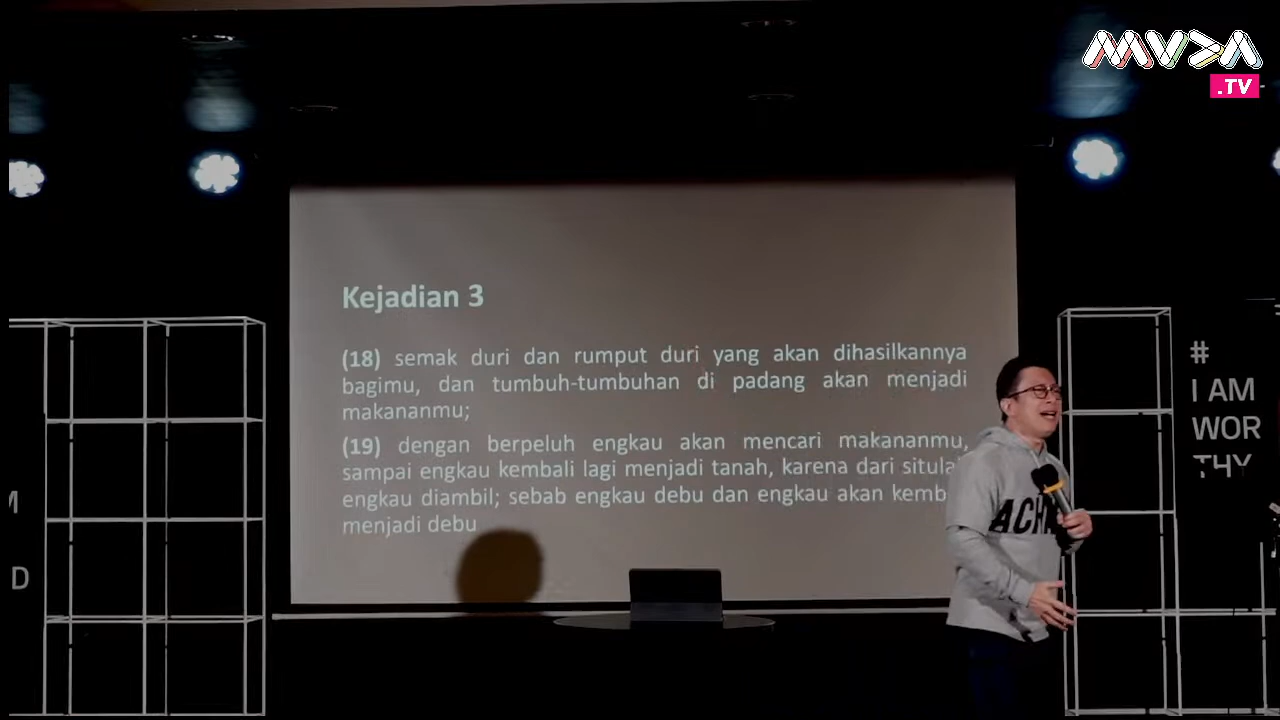 MVDA
.TV
Kejadian 3
(18) semak duri dan rumput duri yang akan dihasilkannya
bagimu, dan tumbuh-tumbuhan di padang akan menjadi
makananmu;
(19) dengan berpeluh engkau akan mencari makananmu,
sampai engkau kembali lagi menjadi tanah, karena dari
engkau diambil; sebab engkau debu dan engkau akan
menjadi debu
#
I AM
WOR
THY
M
D